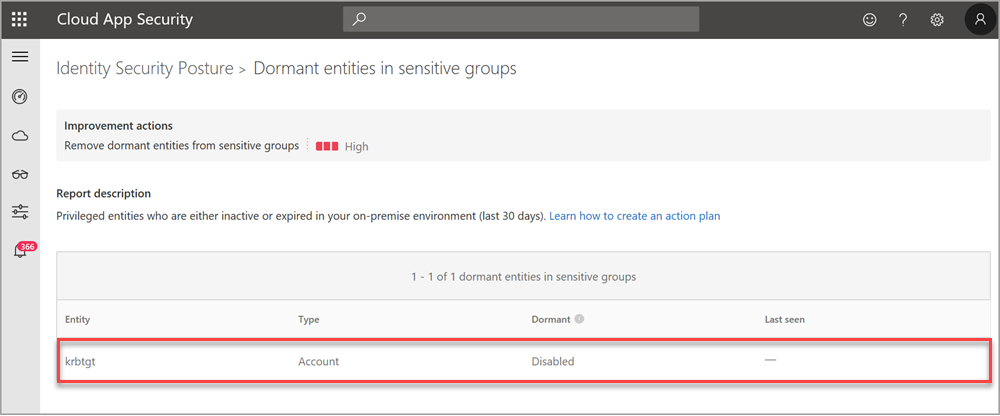 Cloud App Security
?
Identity Security Posture > Dormant entities in sensitive groups
Improvement actions
Remove dormant entities from sensitive groups High
Report description
Privileged entities who are either inactive or expired in your on-premise environment (last 30 days). Learn how to create an action plan
366
1 - 1 of 1 dormant entities in sensitive groups
Entity Type Dormant Last seen
krbtgt Account Disabled —